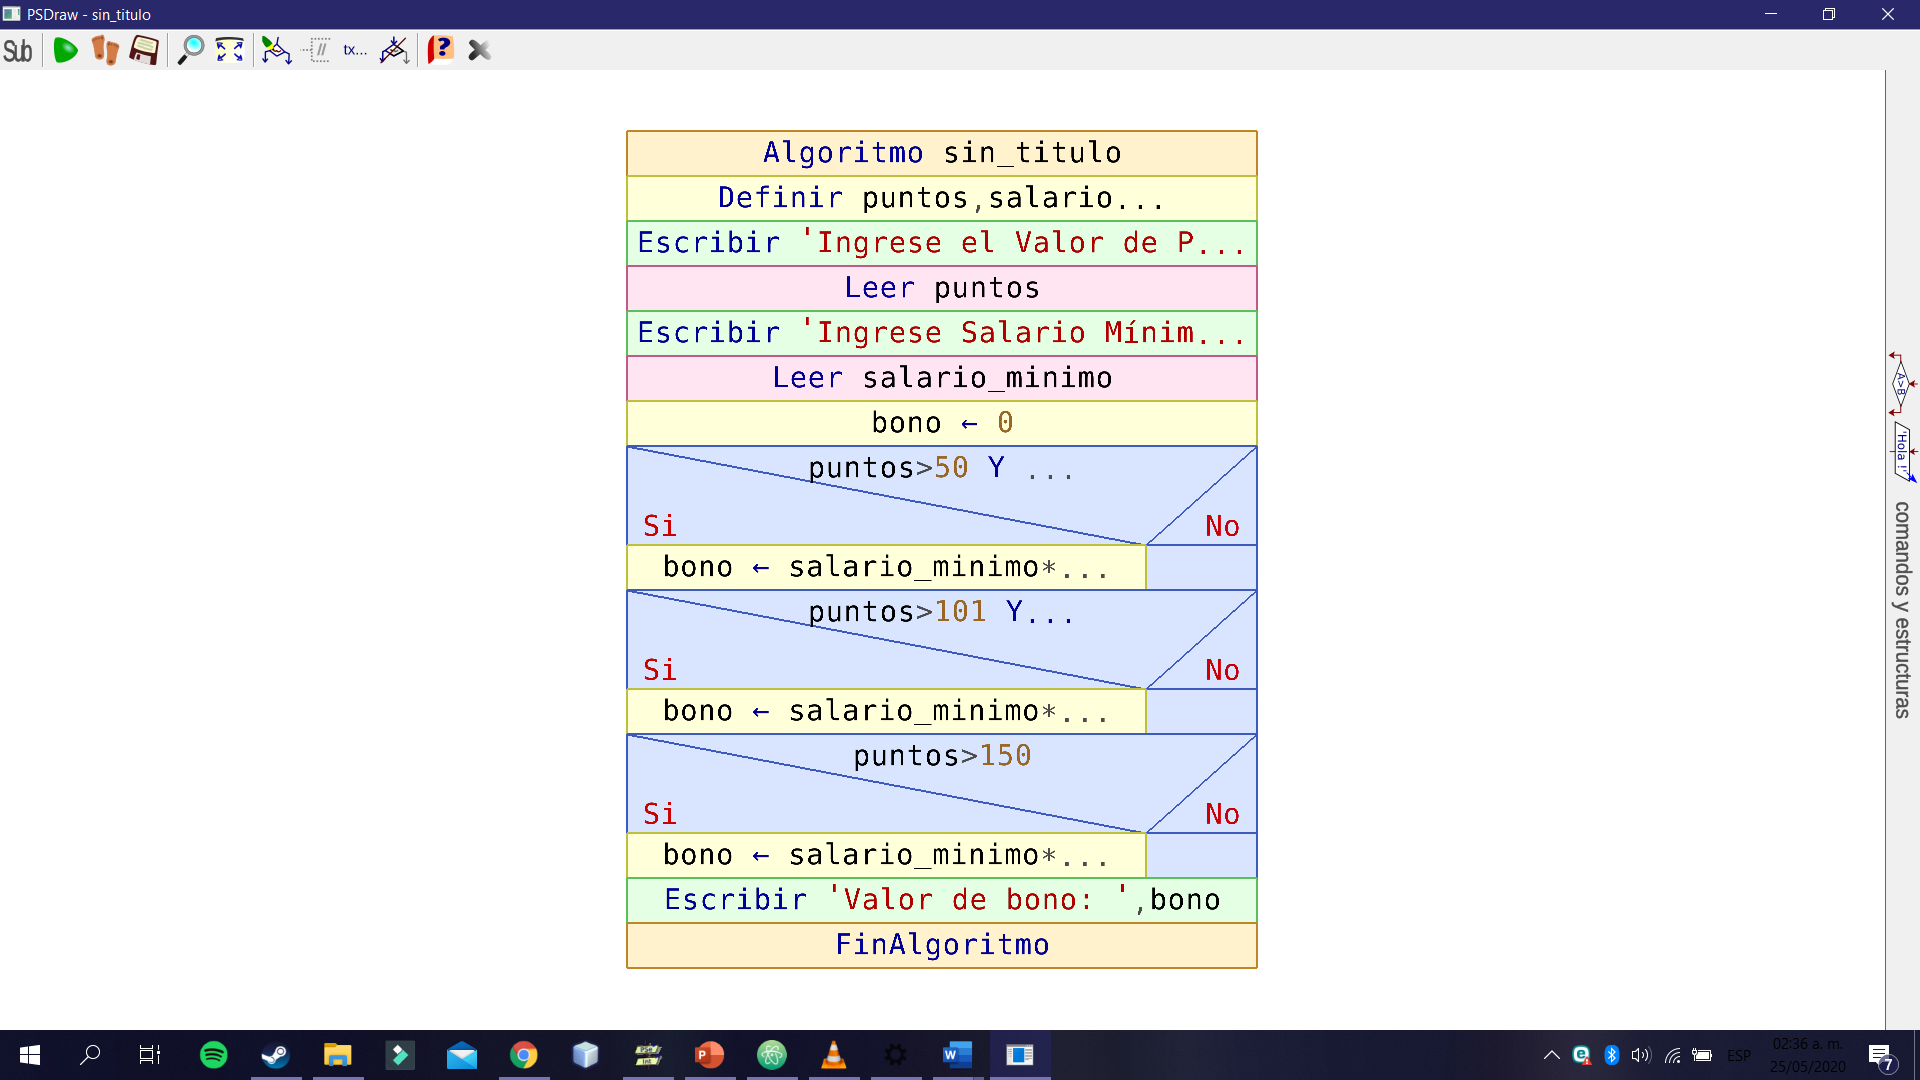 PSDraw - sin_titulo
Sub
tx...
Algoritmo sin_titulo
Definir puntos,salario...
Escribir 'Ingrese el Valor de P...
Leer puntos
Escribir 'Ingrese Salario Mínim...
Leer salario_minimo
bono ← 0
puntos>50 Y ...
Si No
bono ← salario_minimo*...
puntos>101 Y...
Si No
bono ← salario_minimo*...
puntos>150
Si No
bono ← salario_minimo*...
Escribir 'Valor de bono: ',bono
FinAlgoritmo
A>B
'Hola !'
comandos y estructuras
ESP
02:36 a. m.
25/05/2020
7